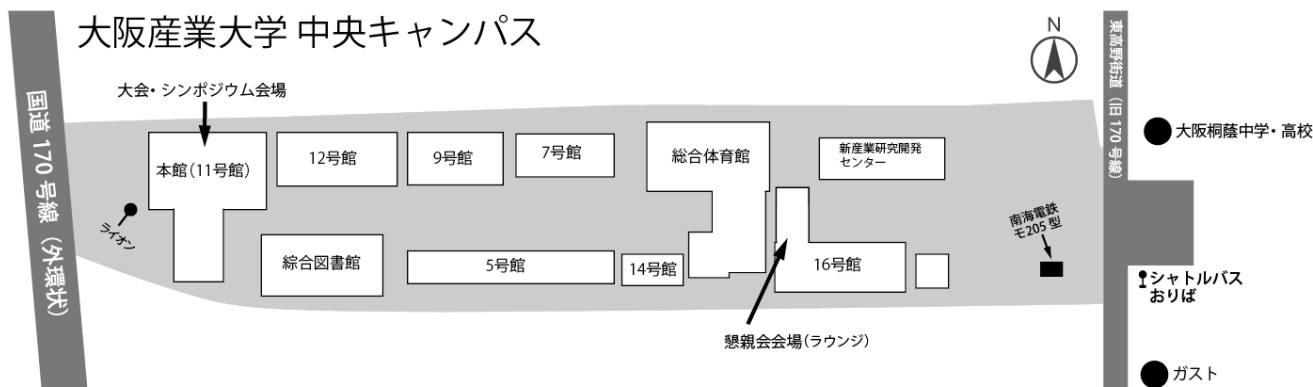 大阪産業大学 中央キャンパス
N
大会・シンポジウム会場
国道 170 号線 (外環状)
本館(11号館)
12号館
9号館
7号館
総合体育館
新産業研究開発
センター
東高野街道 (旧 170 号線)
大阪桐蔭中学・高校
ライオン
綜合図書館
5号館
14号館
16号館
南海電鉄
モ205 型
シャトルバス
おりば
懇親会会場(ラウンジ)
ガスト